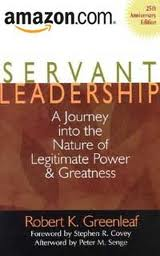 amazon.com
25th
Anniversary
Edition
SERVANT
LEADERSHIP
A Journey
into the
Nature of
Legitimate Power
& Greatness
Robert K. Greenleaf
Foreword by Stephen R. Covey
Afterword by Peter M. Senge